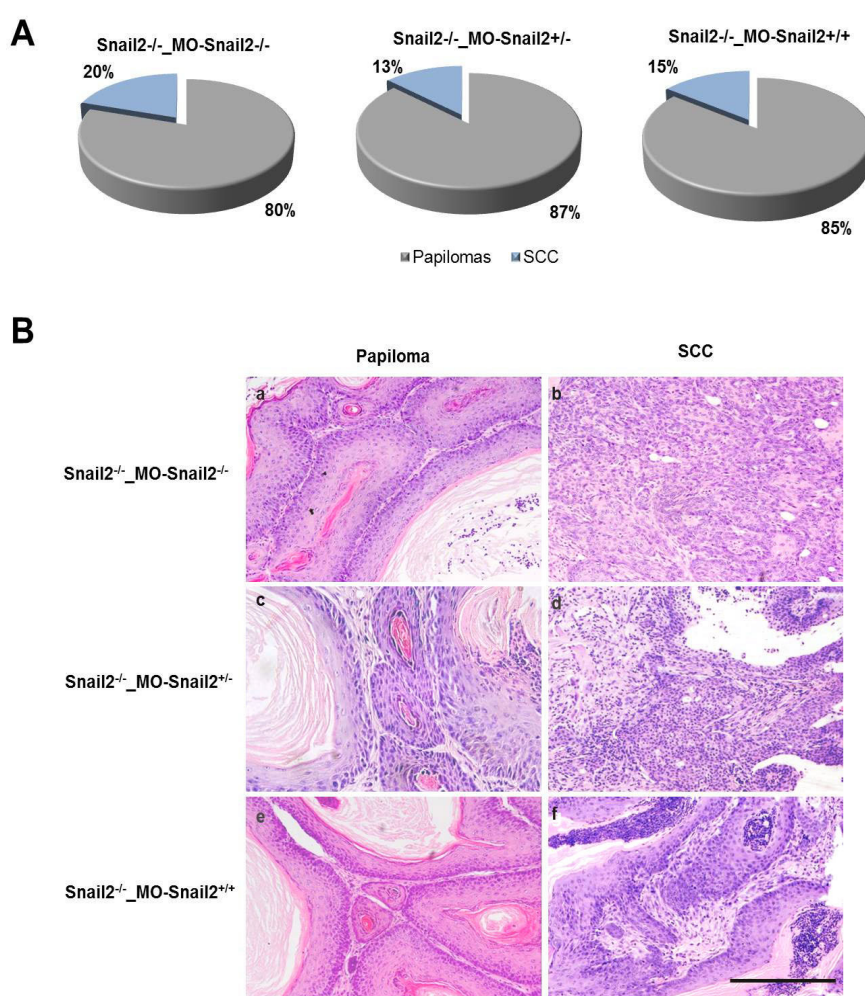 A
Snail2-/-_MO-Snail2-/-
Snail2-/-_MO-Snail2+/-
Snail2-/-_MO-Snail2+/+
20%
13%
15%
80%
87%
85%
Papilomas
SCC
B
Papiloma
SCC
a
b
Snail2-/-_MO-Snail2-/-
c
d
Snail2-/-_MO-Snail2+/-
e
f
Snail2-/-_MO-Snail2+/+